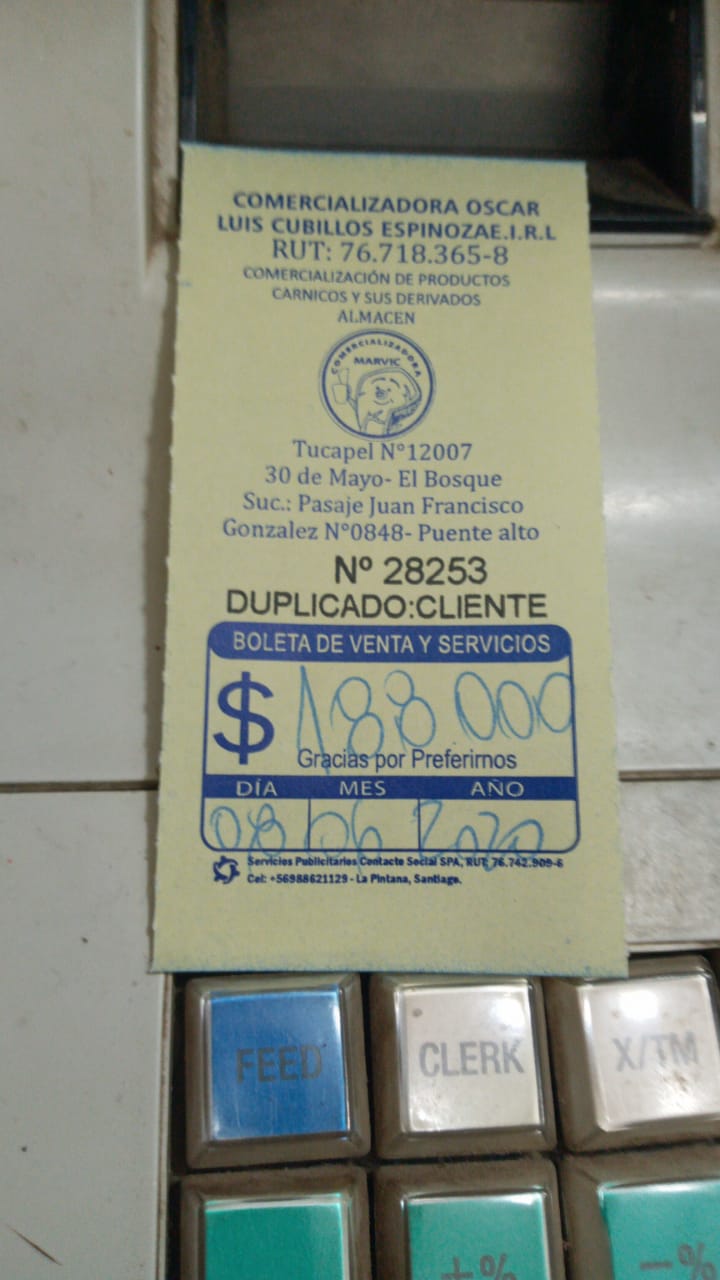 COMERCIALIZADORA OSCAR
LUIS CUBILLOS ESPINOZAE.I.R.L
RUT: 76.718.365-8
COMERCIALIZACIÓN DE PRODUCTOS
CARNICOS Y SUS DERIVADOS
ALMACEN
COMERCIALIZADORA
MARVIC
Tucapel N°12007
30 de Mayo- El Bosque
Suc.: Pasaje Juan Francisco
Gonzalez N°0848- Puente alto
Nº 28253
DUPLICADO:CLIENTE
BOLETA DE VENTA Y SERVICIOS
$ 188 000
Gracias por Preferirnos
DÍA MES AÑO
08 06 2020
Servicios Publicitarios Contacto Social SPA, RUT: 76.742.909-6
Cel: +56988621129 - La Pintana, Santiago.
FEED CLERK X/TM
+% -%